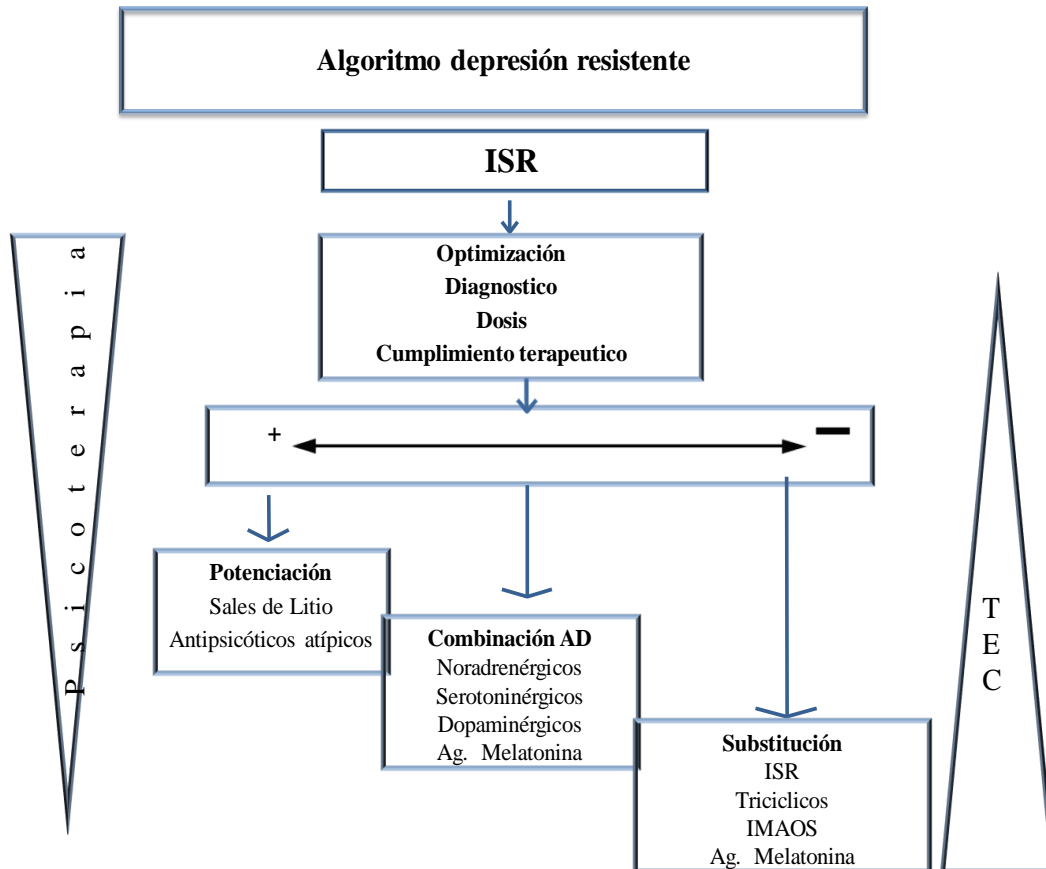 Algoritmo depresión resistente
ISR
Optimización
Diagnostico
Dosis
Cumplimiento terapeutico
+ −
Psicoterapia
Potenciación
Sales de Litio
Antipsicóticos atípicos
Combinación AD
Noradrenérgicos
Serotoninérgicos
Dopaminérgicos
Ag. Melatonina
Substitución
ISR
Triciclicos
IMAOS
Ag. Melatonina
T
E
C